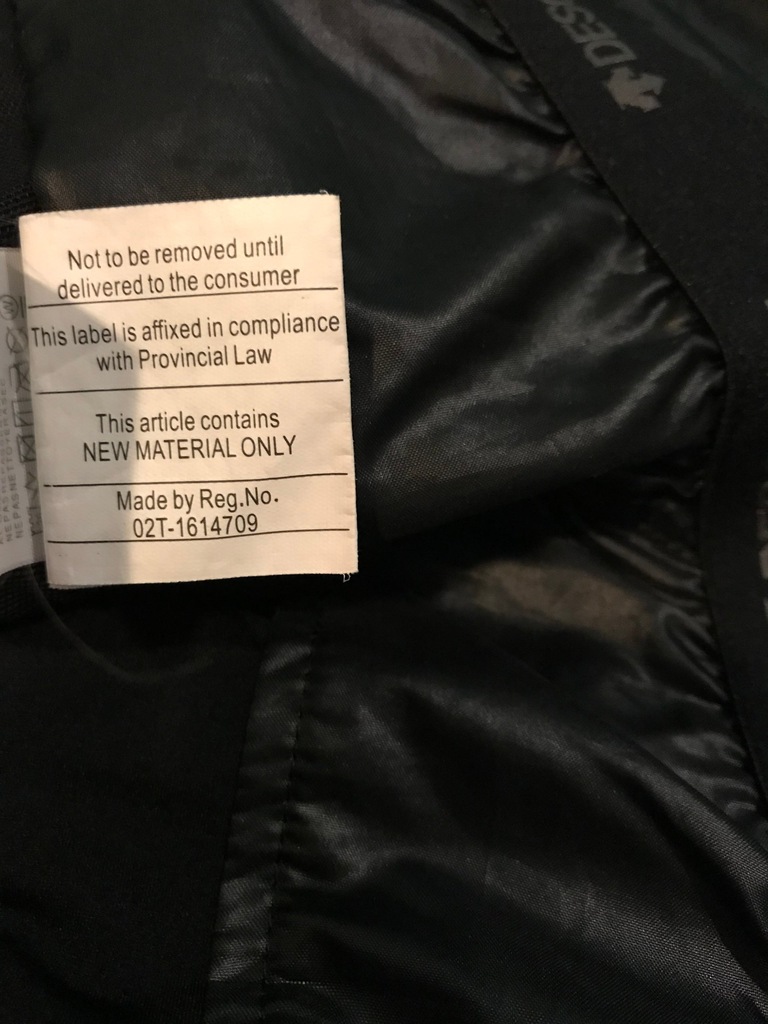 Not to be removed until
delivered to the consumer
This label is affixed in compliance
with Provincial Law
This article contains
NEW MATERIAL ONLY
Made by Reg.No.
02T-1614709
DES